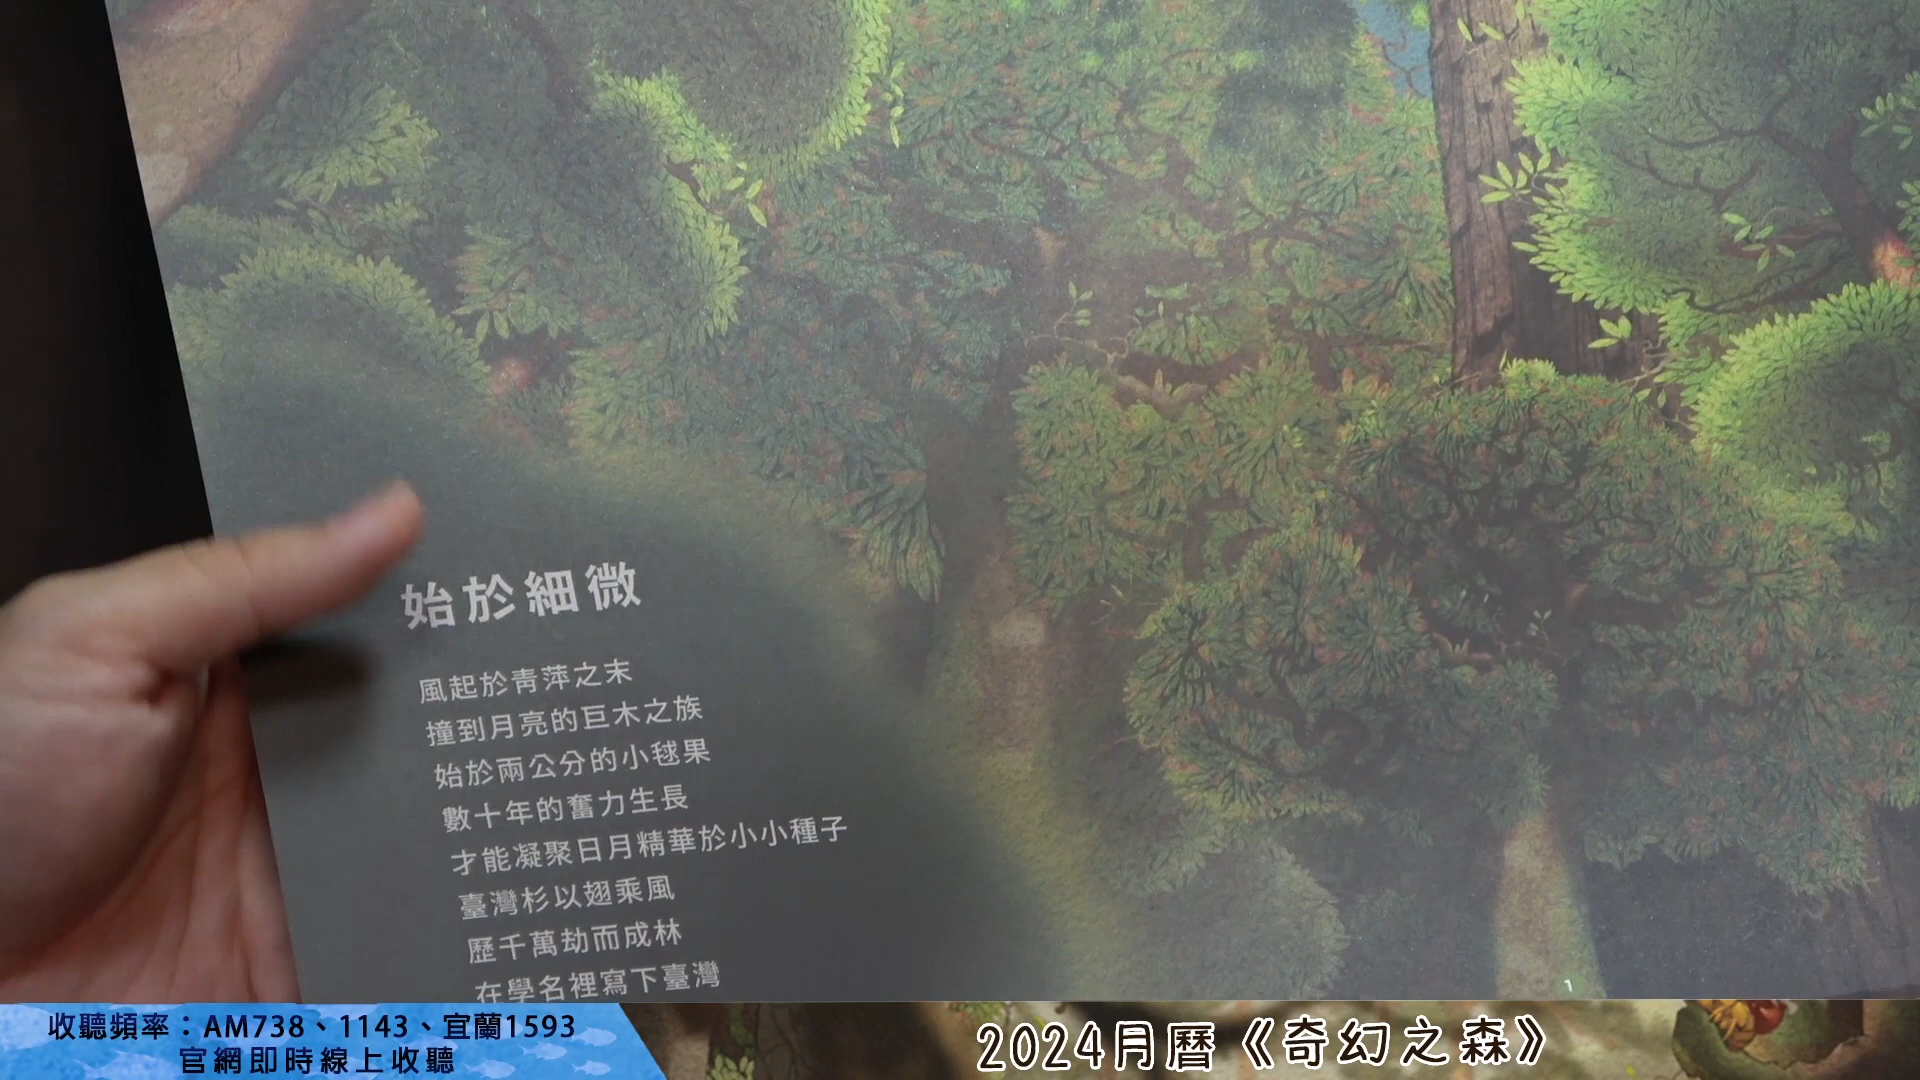 始於細微
風起於青萍之末
撞到月亮的巨木之族
始於兩公分的小毬果
數十年的奮力生長
才能凝聚日月精華於小小種子
臺灣杉以翅乘風
歷千萬劫而成林
在學名裡寫下臺灣
1
收聽頻率：AM738、1143、宜蘭1593
官網即時線上收聽
2024月曆《奇幻之森》